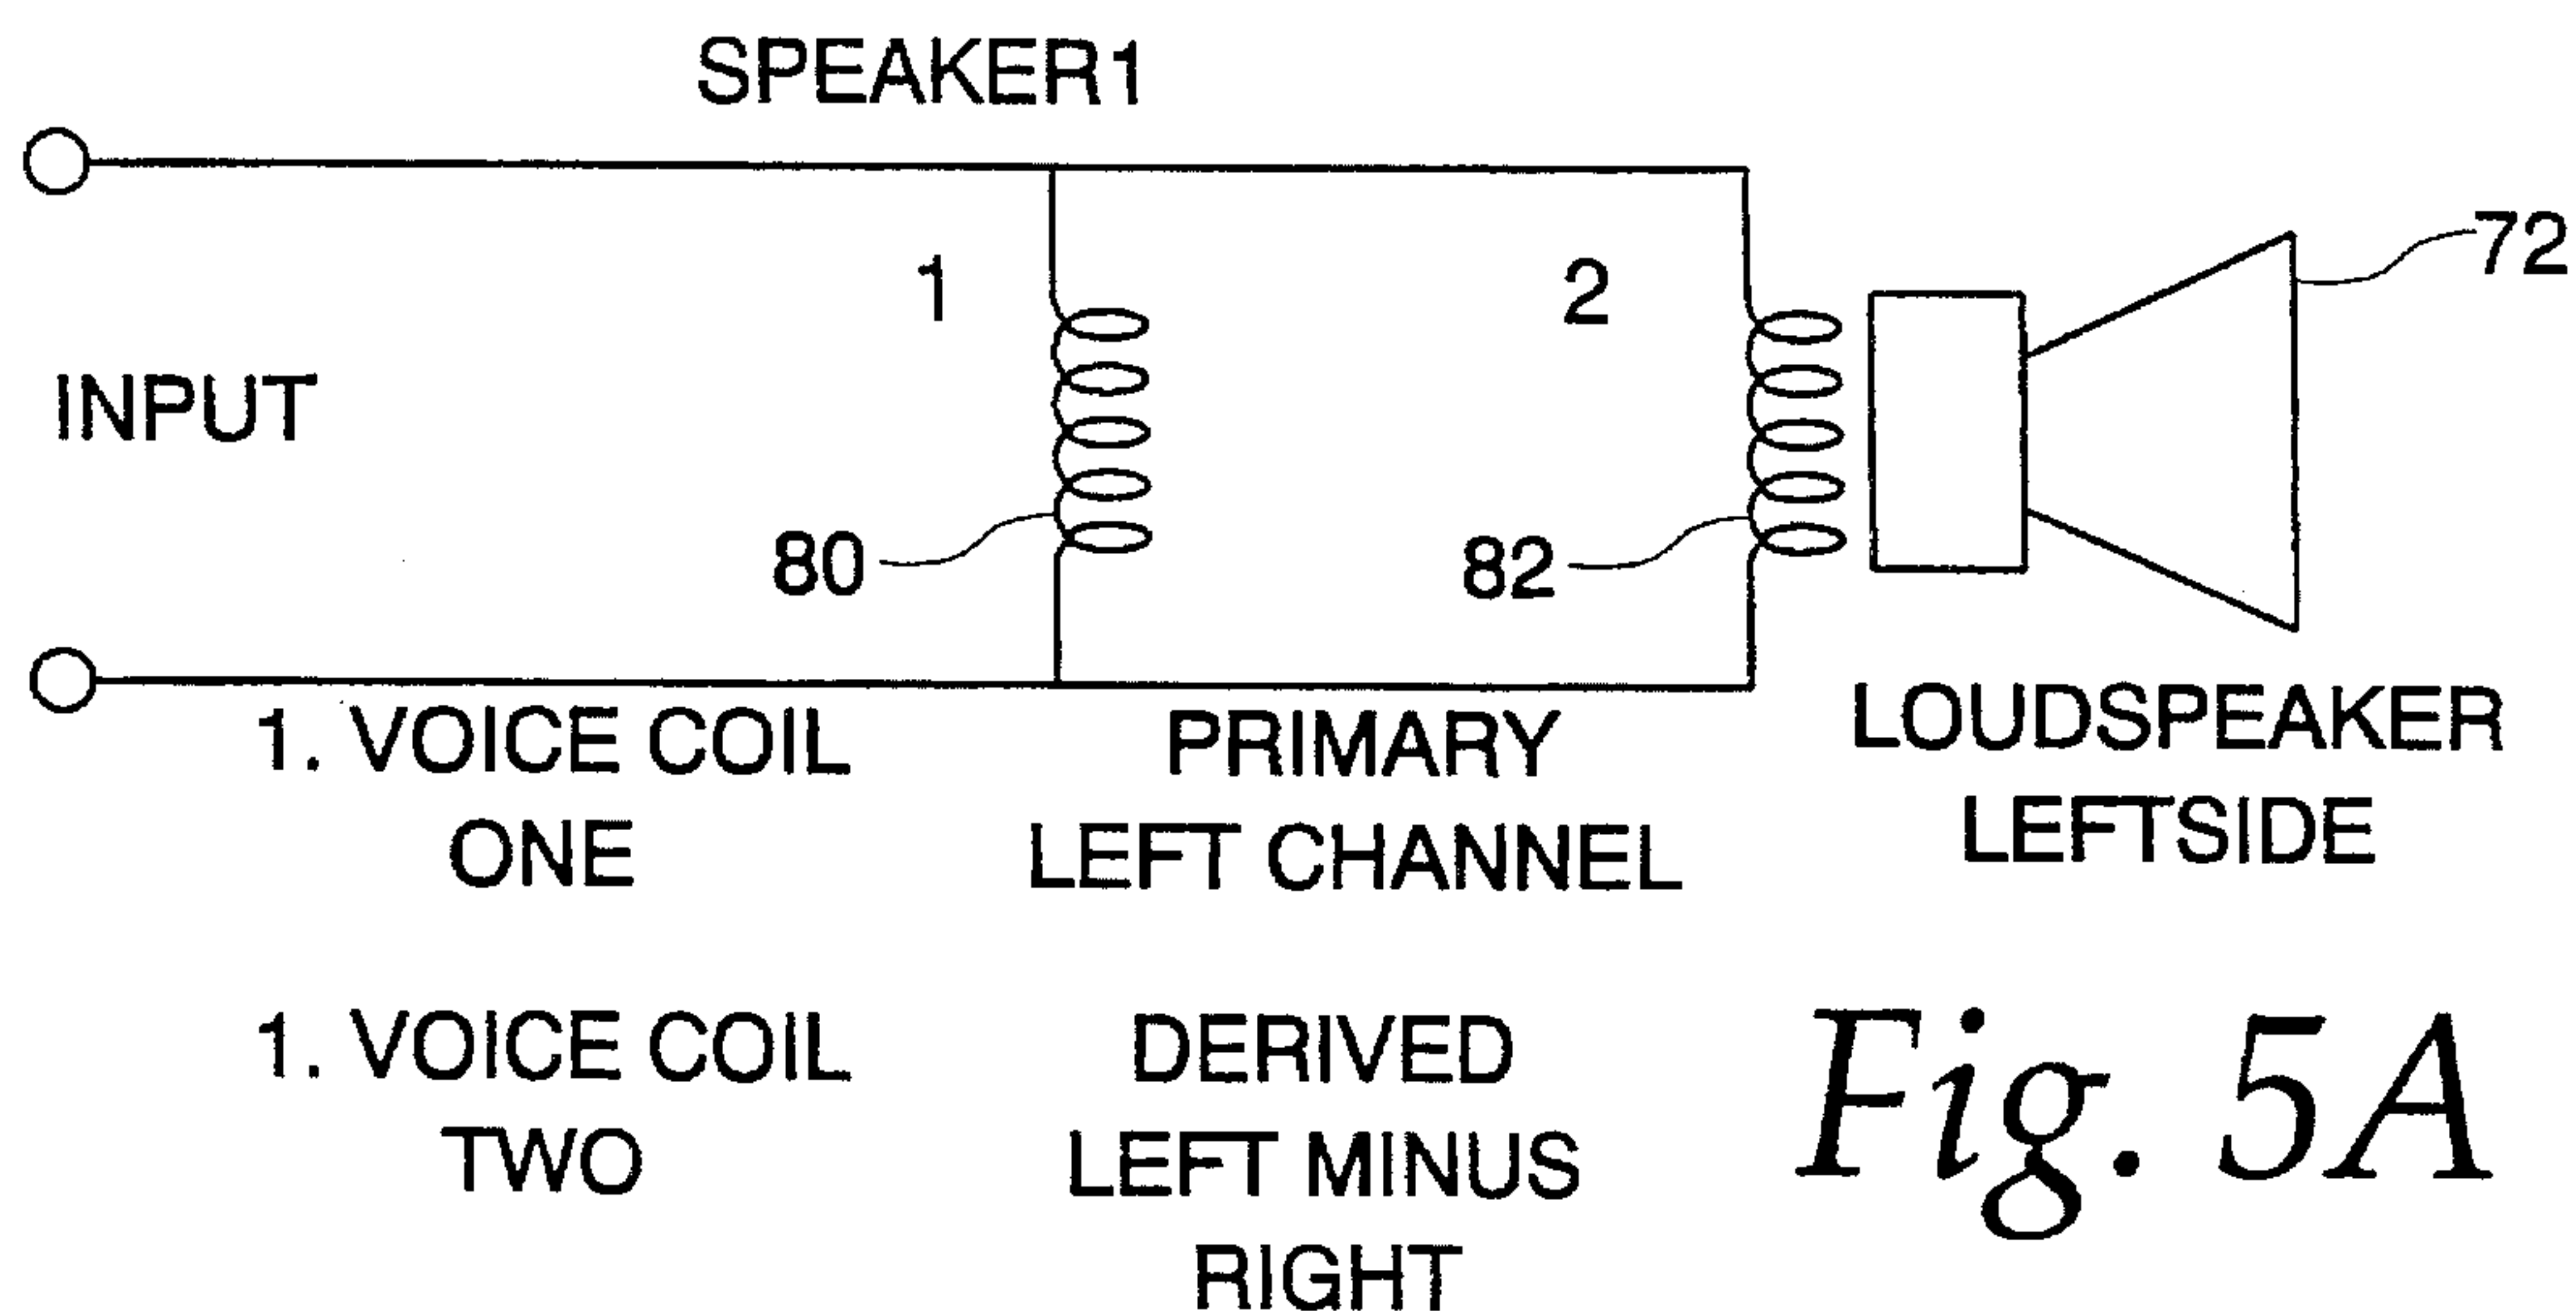 SPEAKER1
72
1
2
INPUT
80
82
1. VOICE COIL
ONE
PRIMARY
LEFT CHANNEL
LOUDSPEAKER
LEFTSIDE
1. VOICE COIL
TWO
DERIVED
LEFT MINUS
RIGHT
Fig. 5A